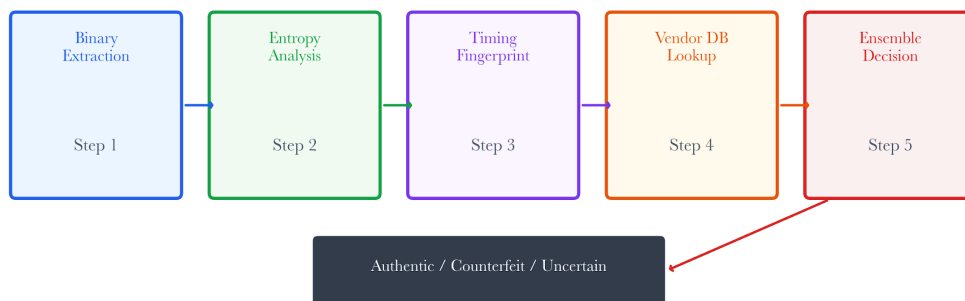 Binary
Extraction
Step 1
Entropy
Analysis
Step 2
Timing
Fingerprint
Step 3
Vendor DB
Lookup
Step 4
Ensemble
Decision
Step 5
Authentic / Counterfeit / Uncertain